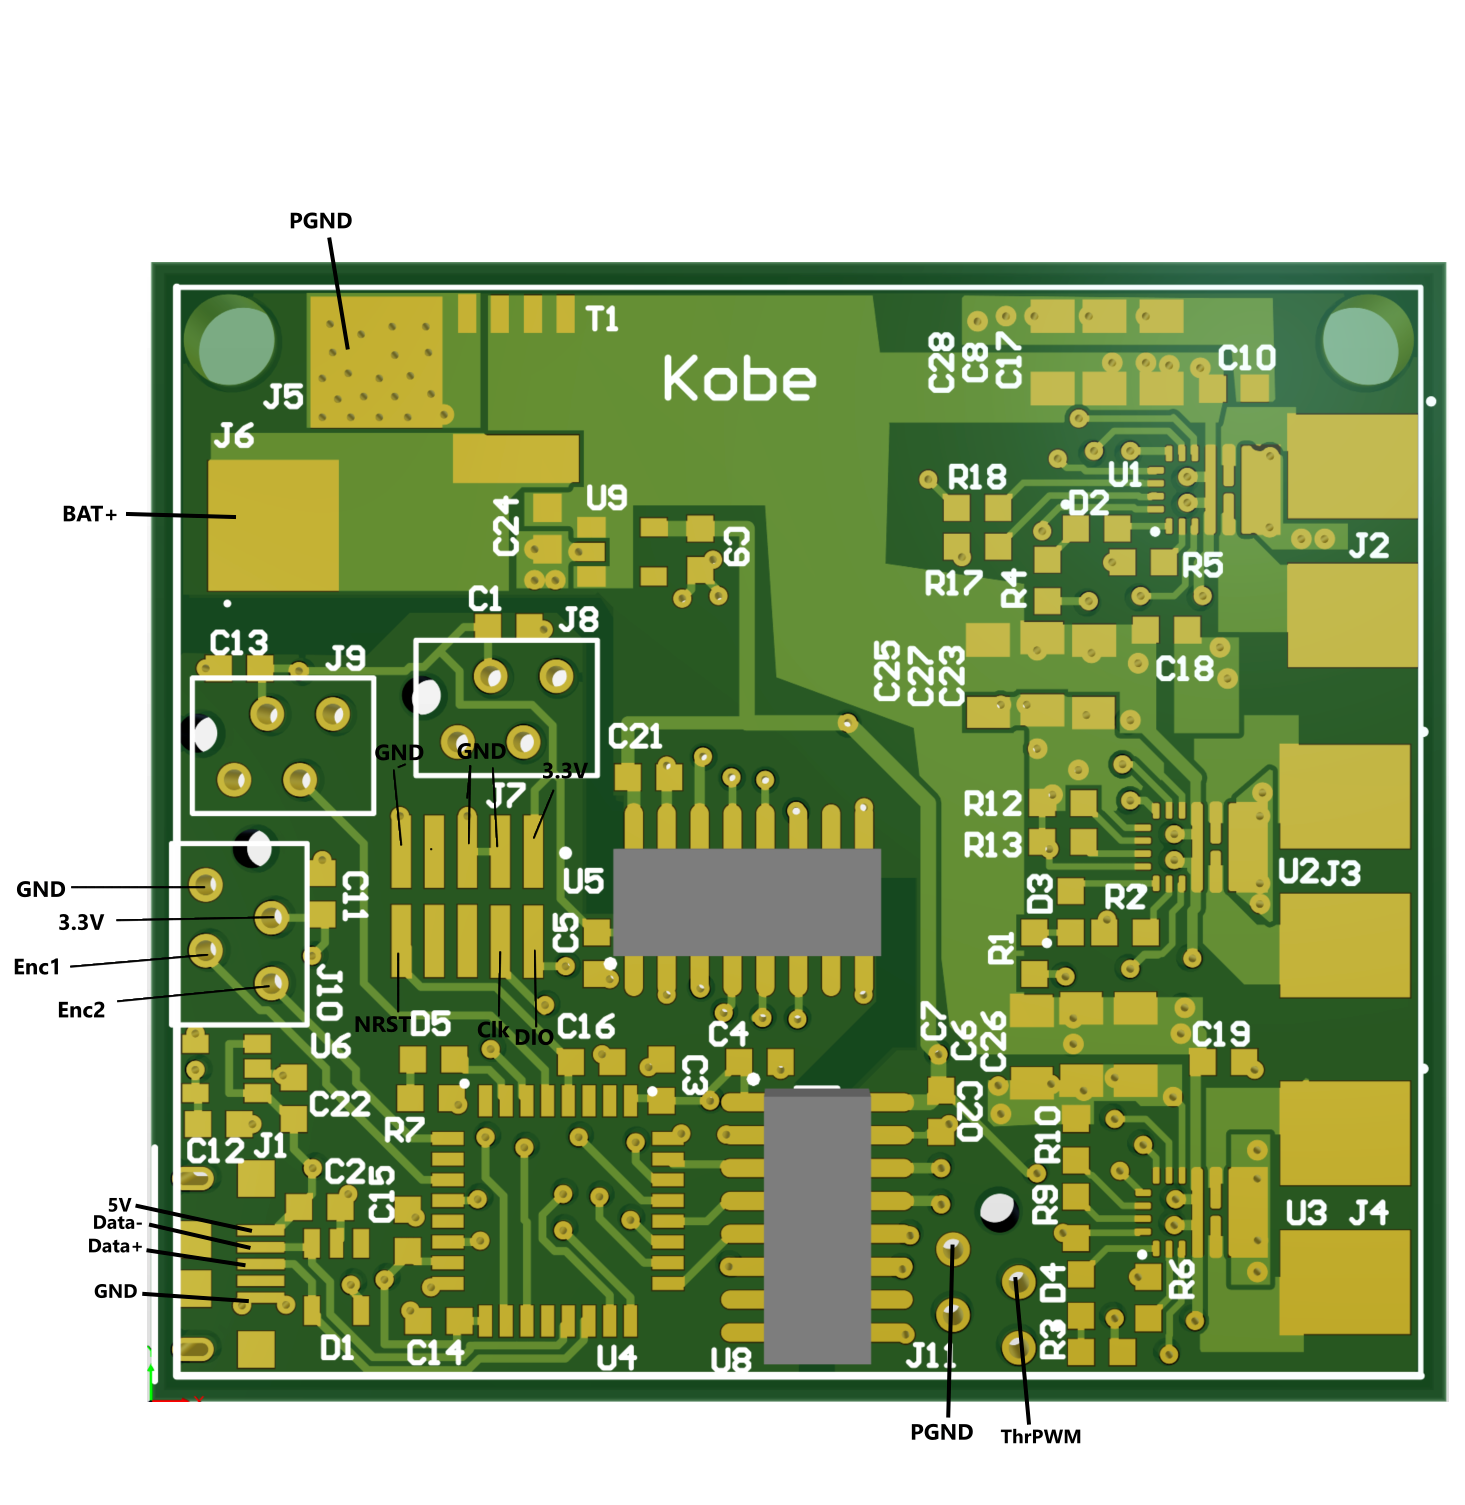 PGND
T1
Kobe
C28
C8
C17
C10
J5
J6
BAT+
C24
U9
C9
R18
U1
D2
J2
R17
R4
R5
C1
J8
C13
J9
C25
C27
C23
C18
GND
GND
3.3V
C21
J7
R12
R13
U5
U2
J3
GND
3.3V
Enc1
Enc2
C11
J10
C5
D3
R2
R1
NRST
D5
Clk
DIO
C16
C4
C7
C6
C26
C19
U6
C3
C22
C20
R10
C12
J1
R7
C2
C15
R9
U3
J4
5V
Data-
Data+
GND
D4
R6
D1
C14
U4
U8
J11
R3
PGND
ThrPWM